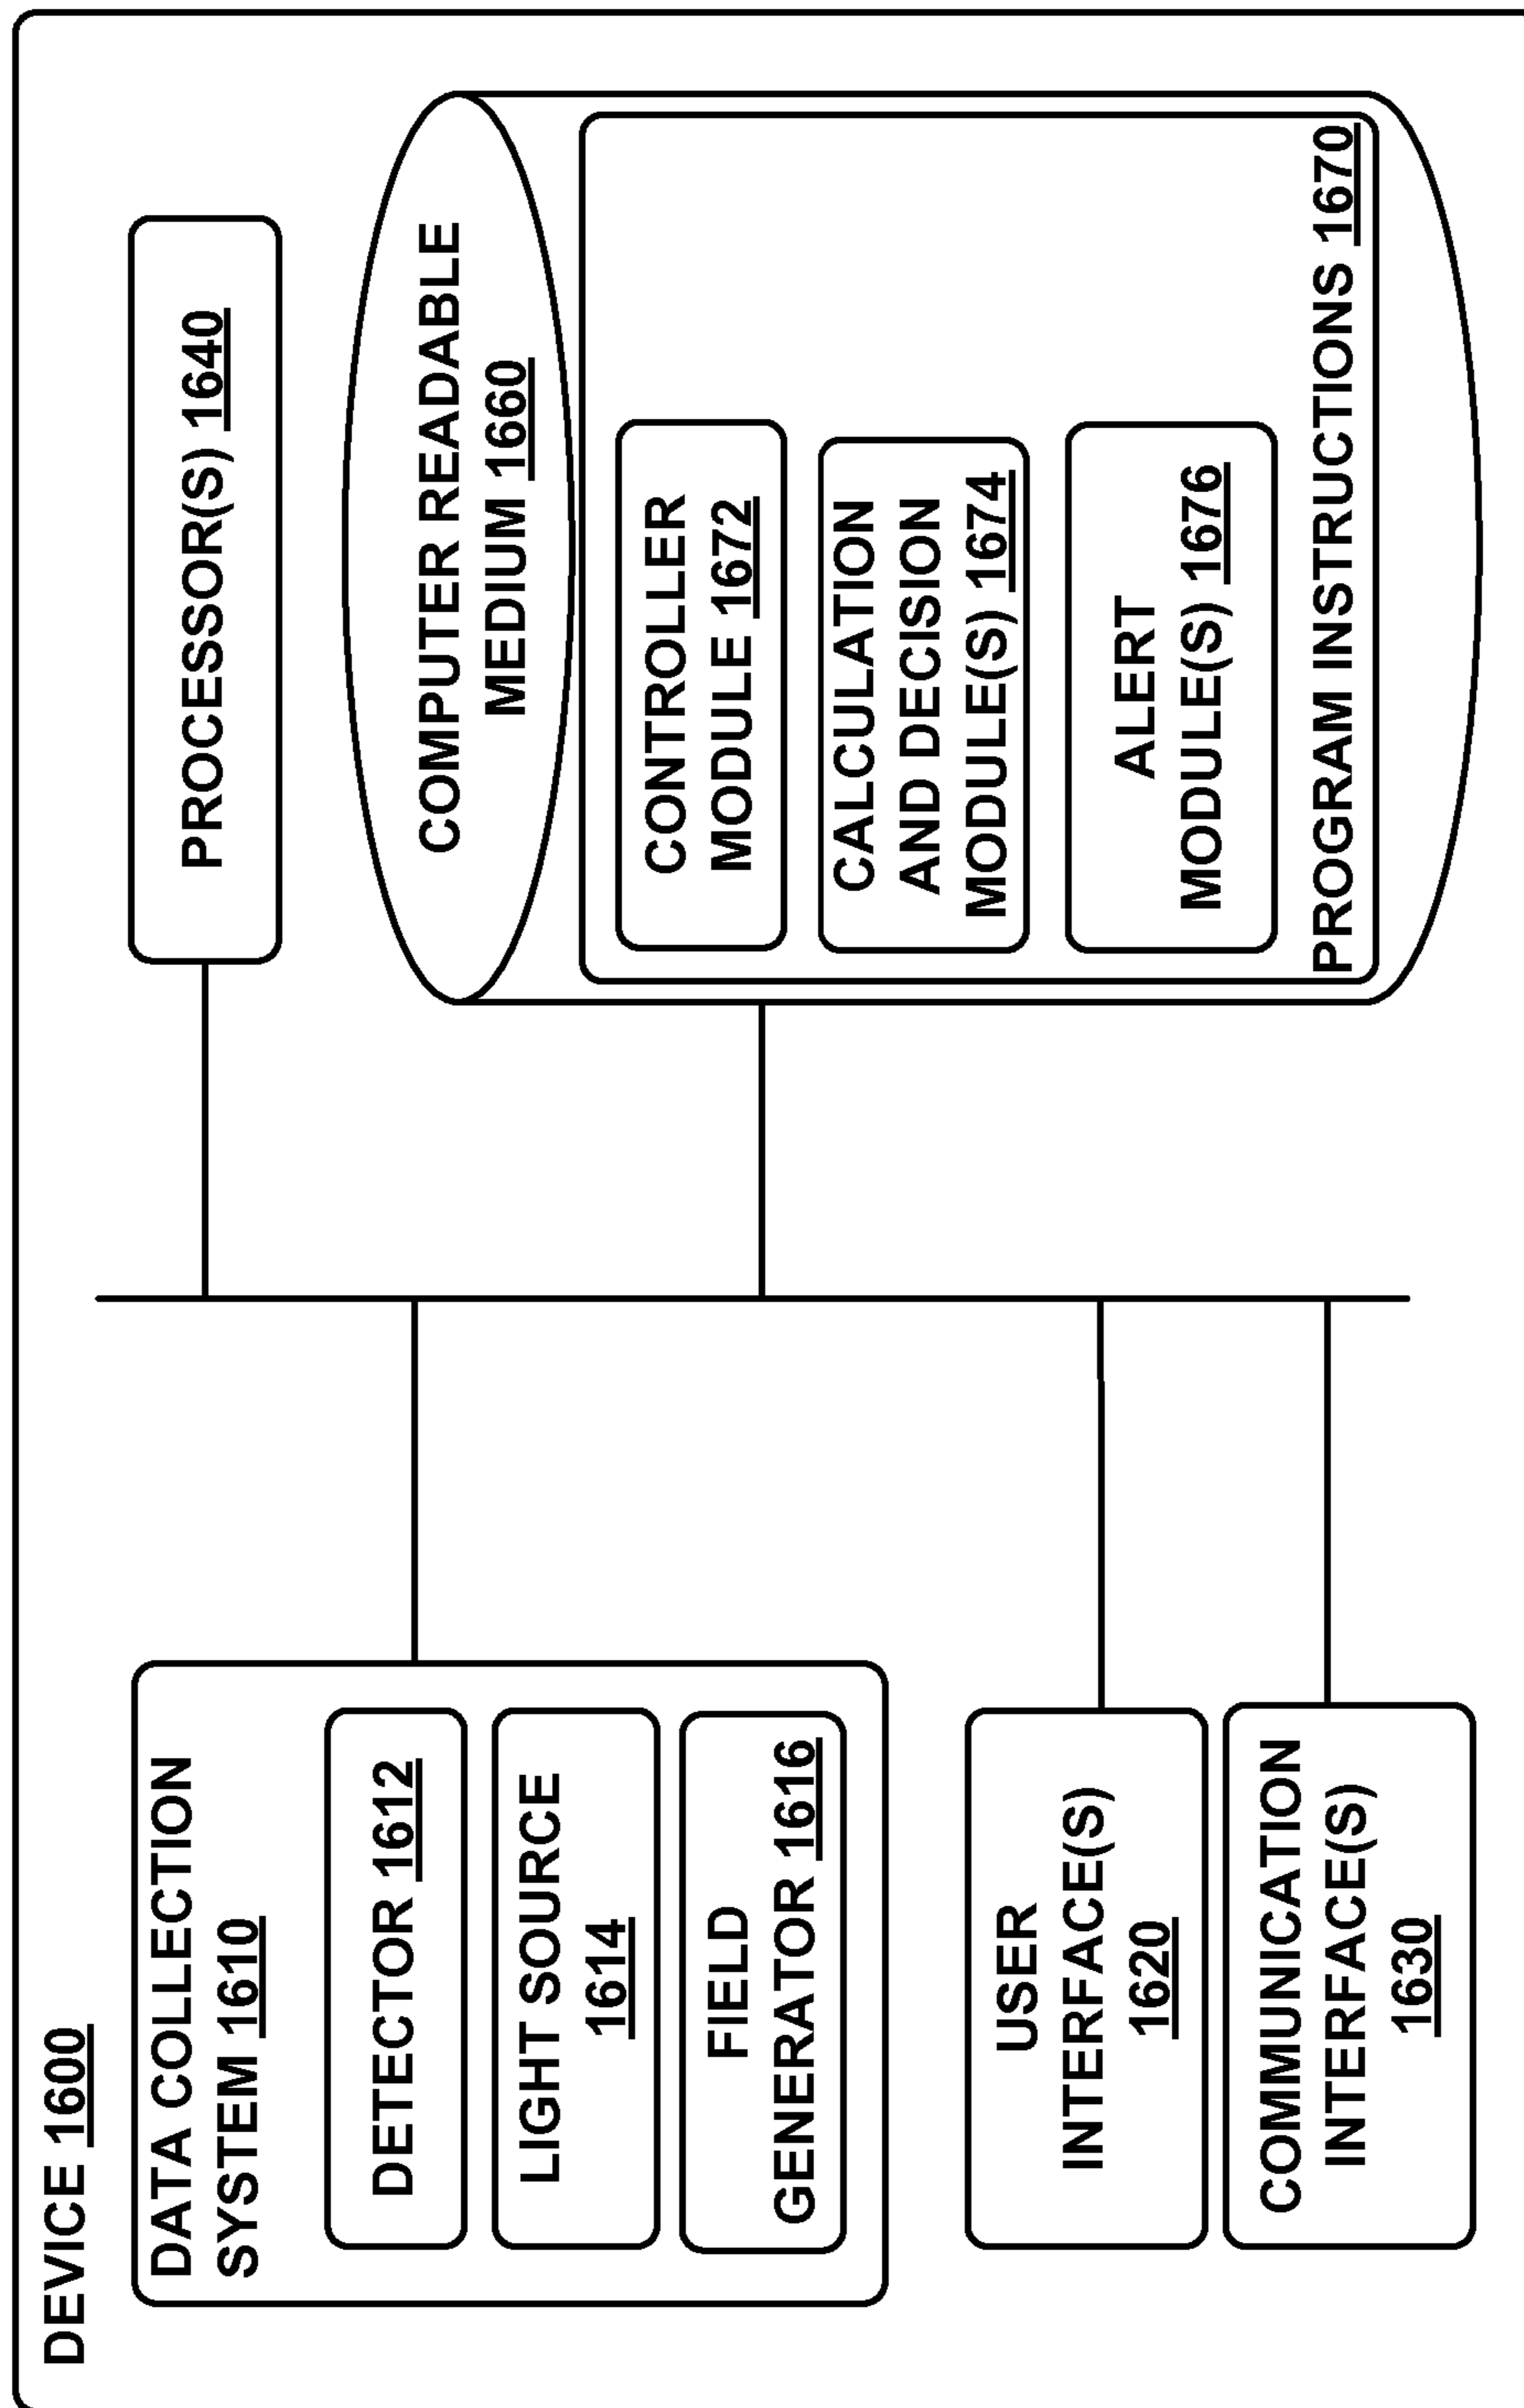 DEVICE 1600
DATA COLLECTION
SYSTEM 1610
DETECTOR 1612
LIGHT SOURCE
1614
FIELD
GENERATOR 1616
USER
INTERFACE(S)
1620
COMMUNICATION
INTERFACE(S)
1630
PROCESSOR(S) 1640
COMPUTER READABLE
MEDIUM 1660
CONTROLLER
MODULE 1672
CALCULATION
AND DECISION
MODULE(S) 1674
ALERT
MODULE(S) 1676
PROGRAM INSTRUCTIONS 1670